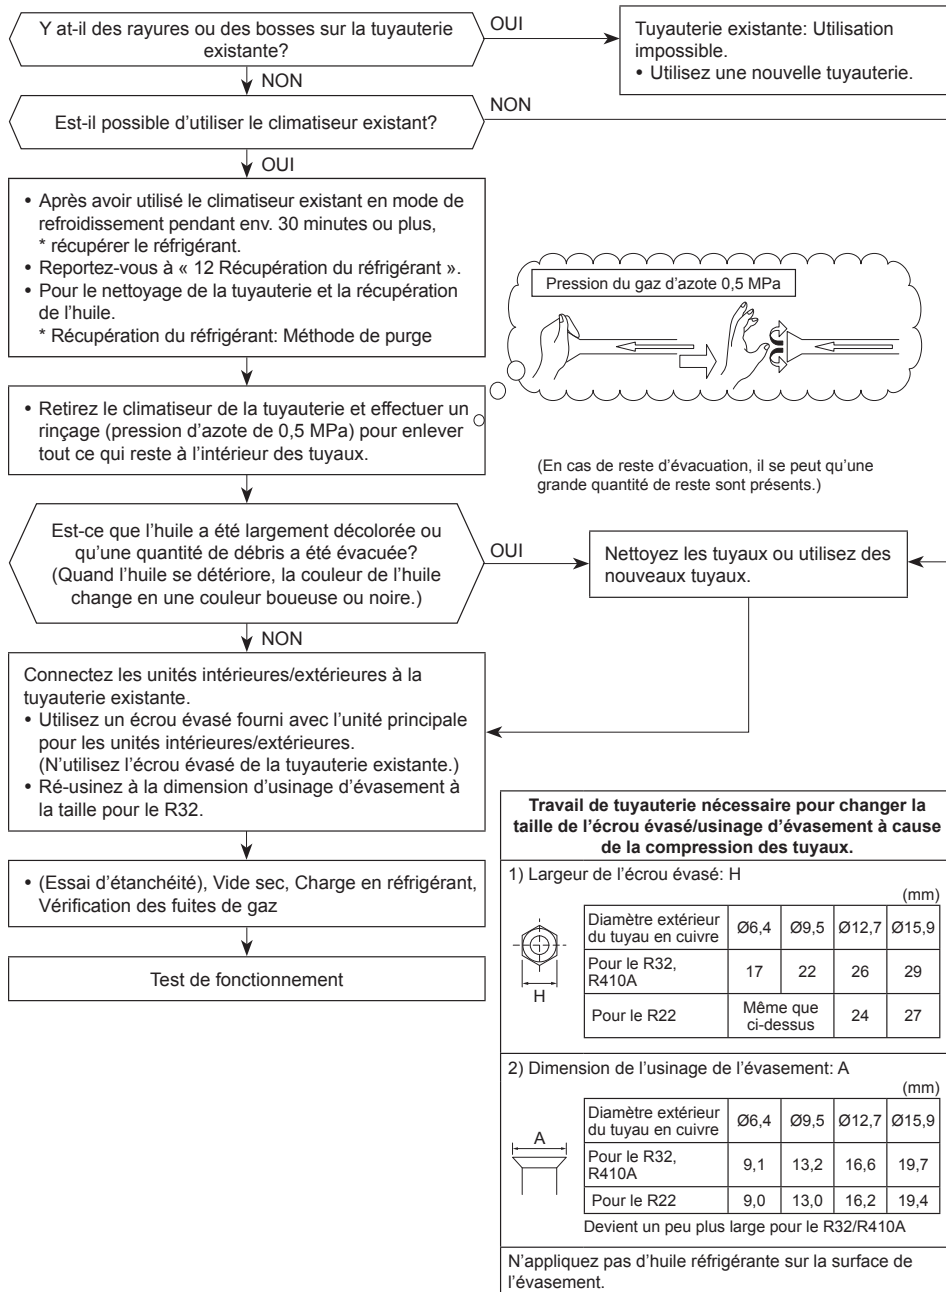 Y at-il des rayures ou des bosses sur la tuyauterie
existante?
OUI
Tuyauterie existante: Utilisation
impossible.
• Utilisez une nouvelle tuyauterie.
NON
Est-il possible d'utiliser le climatiseur existant?
NON
OUI
• Après avoir utilisé le climatiseur existant en mode de
refroidissement pendant env. 30 minutes ou plus,
* récupérer le réfrigérant.
• Reportez-vous à « 12 Récupération du réfrigérant ».
• Pour le nettoyage de la tuyauterie et la récupération
de l'huile.
* Récupération du réfrigérant: Méthode de purge
Pression du gaz d'azote 0,5 MPa
• Retirez le climatiseur de la tuyauterie et effectuer un
rinçage (pression d'azote de 0,5 MPa) pour enlever
tout ce qui reste à l'intérieur des tuyaux.
(En cas de reste d'évacuation, il se peut qu'une
grande quantité de reste sont présents.)
Est-ce que l'huile a été largement décolorée ou
qu'une quantité de débris a été évacuée?
(Quand l'huile se détériore, la couleur de l'huile
change en une couleur boueuse ou noire.)
OUI
Nettoyez les tuyaux ou utilisez des
nouveaux tuyaux.
NON
Connectez les unités intérieures/extérieures à la
tuyauterie existante.
• Utilisez un écrou évasé fourni avec l'unité principale
pour les unités intérieures/extérieures.
(N'utilisez l'écrou évasé de la tuyauterie existante.)
• Ré-usinez à la dimension d'usinage d'évasement à
la taille pour le R32.
• (Essai d'étanchéité), Vide sec, Charge en réfrigérant,
Vérification des fuites de gaz
Test de fonctionnement
Travail de tuyauterie nécessaire pour changer la
taille de l'écrou évasé/usinage d'évasement à cause
de la compression des tuyaux.
1) Largeur de l'écrou évasé: H
(mm)
H
Diamètre extérieur
du tuyau en cuivre Ø6,4 Ø9,5 Ø12,7 Ø15,9
Pour le R32,
R410A 17 22 26 29
Pour le R22 Même que
ci-dessus 24 27
2) Dimension de l'usinage de l'évasement: A
(mm)
A
Diamètre extérieur
du tuyau en cuivre Ø6,4 Ø9,5 Ø12,7 Ø15,9
Pour le R32,
R410A 9,1 13,2 16,6 19,7
Pour le R22 9,0 13,0 16,2 19,4
Devient un peu plus large pour le R32/R410A
N'appliquez pas d'huile réfrigérante sur la surface de
l'évasement.